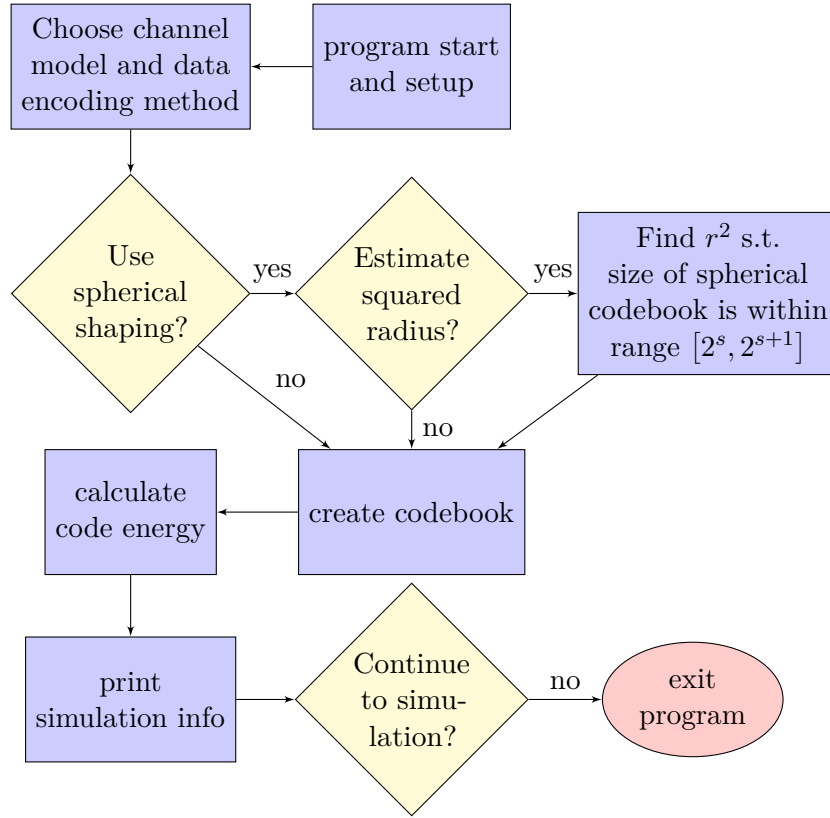 Choose channel
model and data
encoding method
program start
and setup
Use
spherical
shaping?
yes
Estimate
squared
radius?
yes
Find $r^2$ s.t.
size of spherical
codebook is within
range $[2^s, 2^{s+1}]$
no
no
calculate
code energy
create codebook
print
simulation info
Continue
to simu-
lation?
no
exit
program